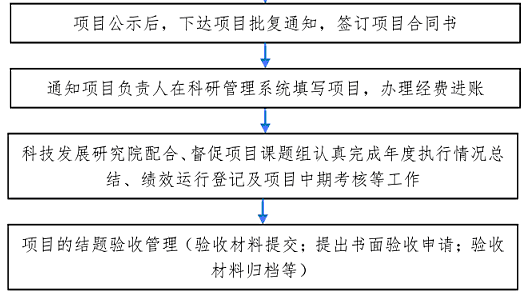 项目公示后，下达项目批复通知，签订项目合同书
通知项目负责人在科研管理系统填写项目，办理经费进账
科技发展研究院配合、督促项目课题组认真完成年度执行情况总
结、绩效运行登记及项目中期考核等工作
项目的结题验收管理（验收材料提交；提出书面验收申请；验收
材料归档等）